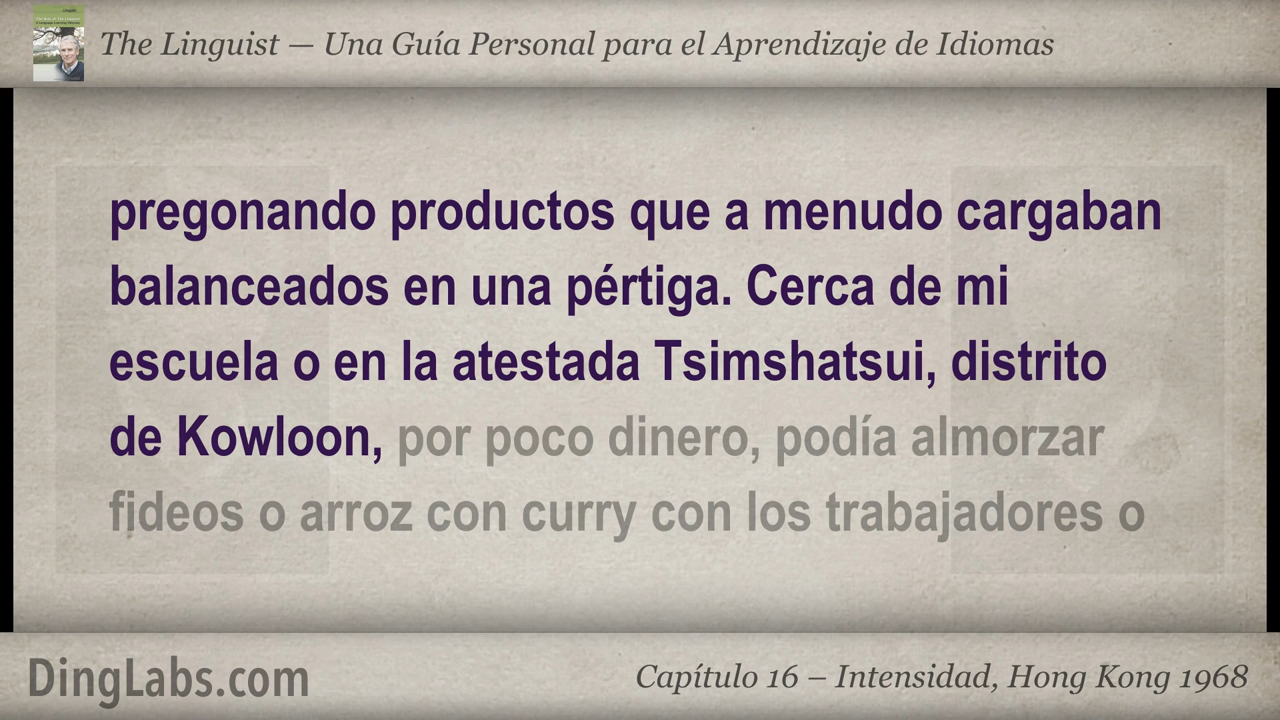 The Linguist — Una Guía Personal para el Aprendizaje de Idiomas
pregonando productos que a menudo cargaban
balanceados en una pértiga. Cerca de mi
escuela o en la atestada Tsimshatsui, distrito
de Kowloon, por poco dinero, podía almorzar
fideos o arroz con curry con los trabajadores o
DingLabs.com
Capítulo 16 – Intensidad, Hong Kong 1968